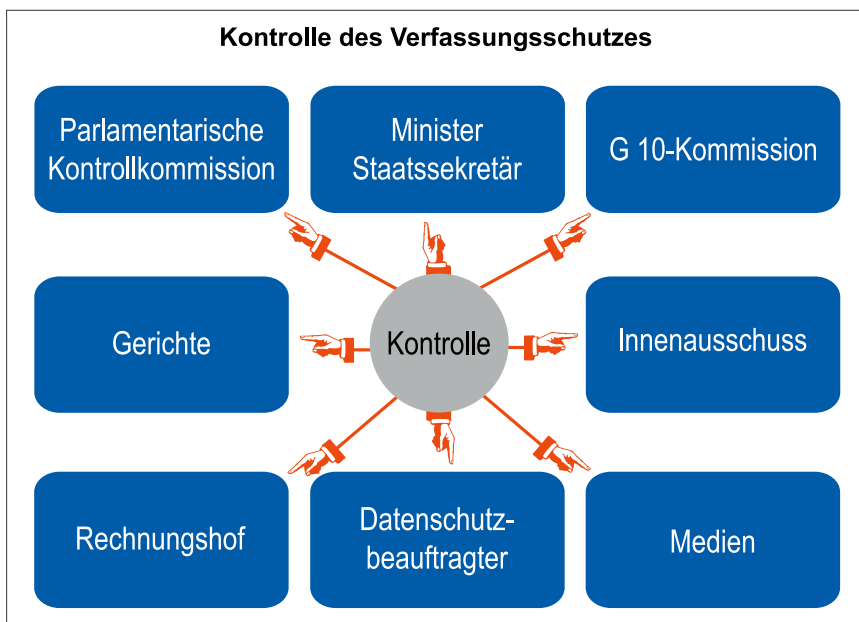 Kontrolle des Verfassungsschutzes
Parlamentarische
Kontrollkommission
Minister
Staatssekretär
G 10-Kommission
Gerichte
Kontrolle
Innenausschuss
Rechnungshof
Datenschutz-
beauftragter
Medien